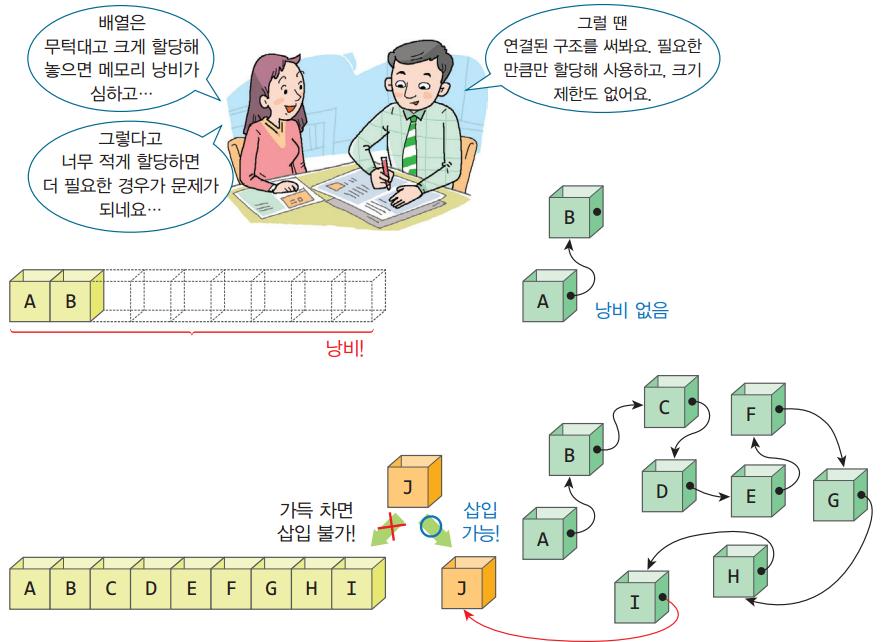 배열은
무턱대고 크게 할당해
놓으면 메모리 낭비가
심하고…
그럴 땐
연결된 구조를 써봐요. 필요한
만큼만 할당해 사용하고, 크기
제한도 없어요.
그렇다고
너무 적게 할당하면
더 필요한 경우가 문제가
되네요…
A B
낭비!
B
A
낭비 없음
J
가득 차면
삽입 불가!
삽입
가능!
A B C D E F G H I
J
C
F
B
D
E
G
A
H
I